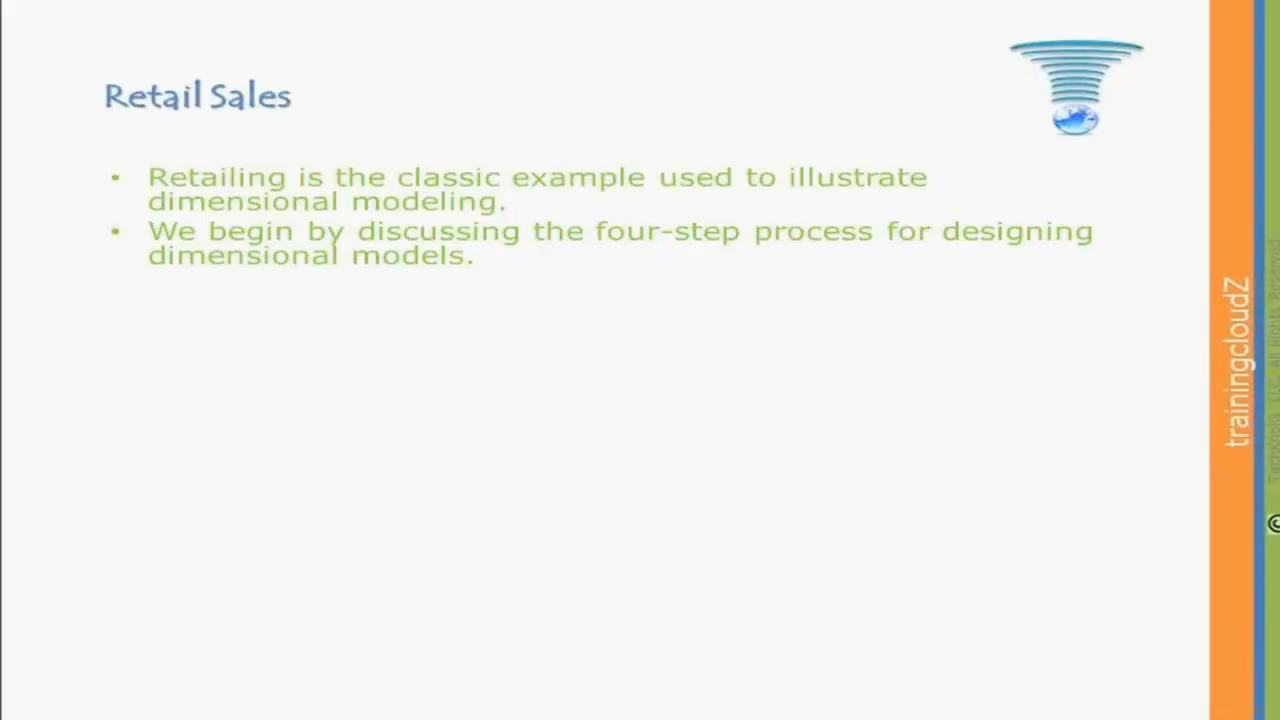 Retail Sales
• Retailing is the classic example used to illustrate
dimensional modeling.
• We begin by discussing the four-step process for designing
dimensional models.
trainingcloudZ
©